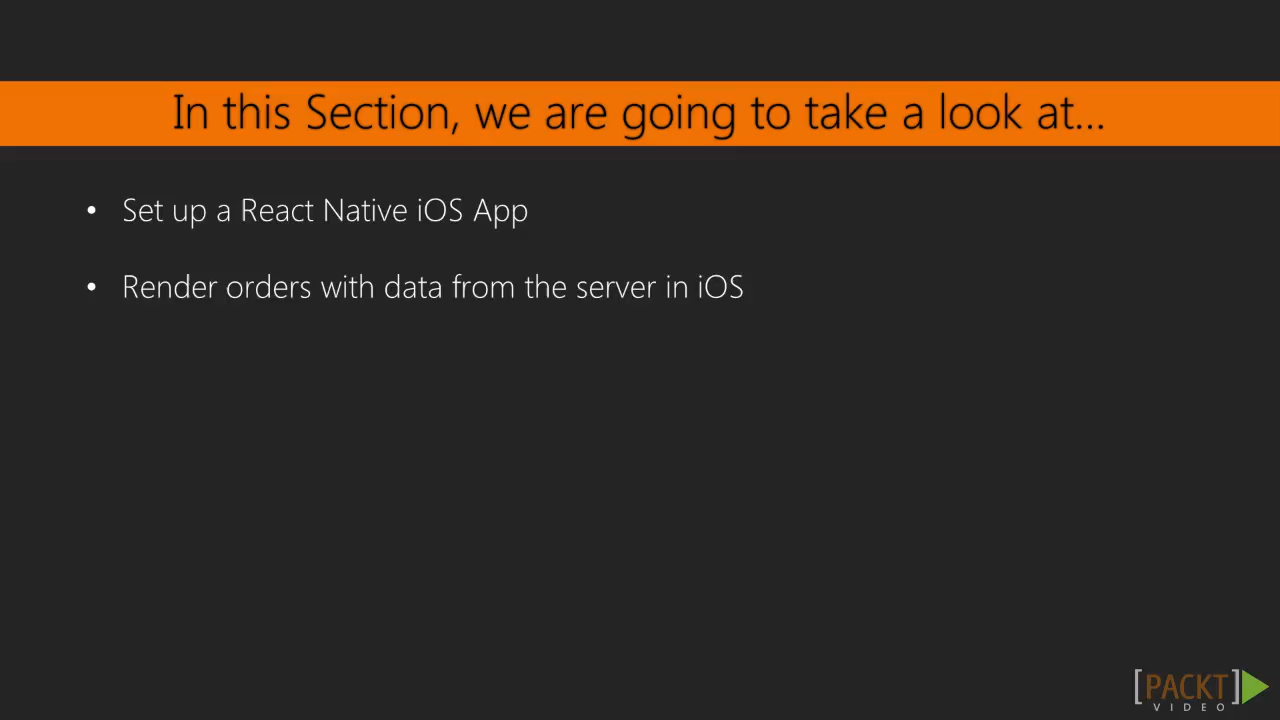 In this Section, we are going to take a look at...
• Set up a React Native iOS App
• Render orders with data from the server in iOS
[PACKT]
VIDEO